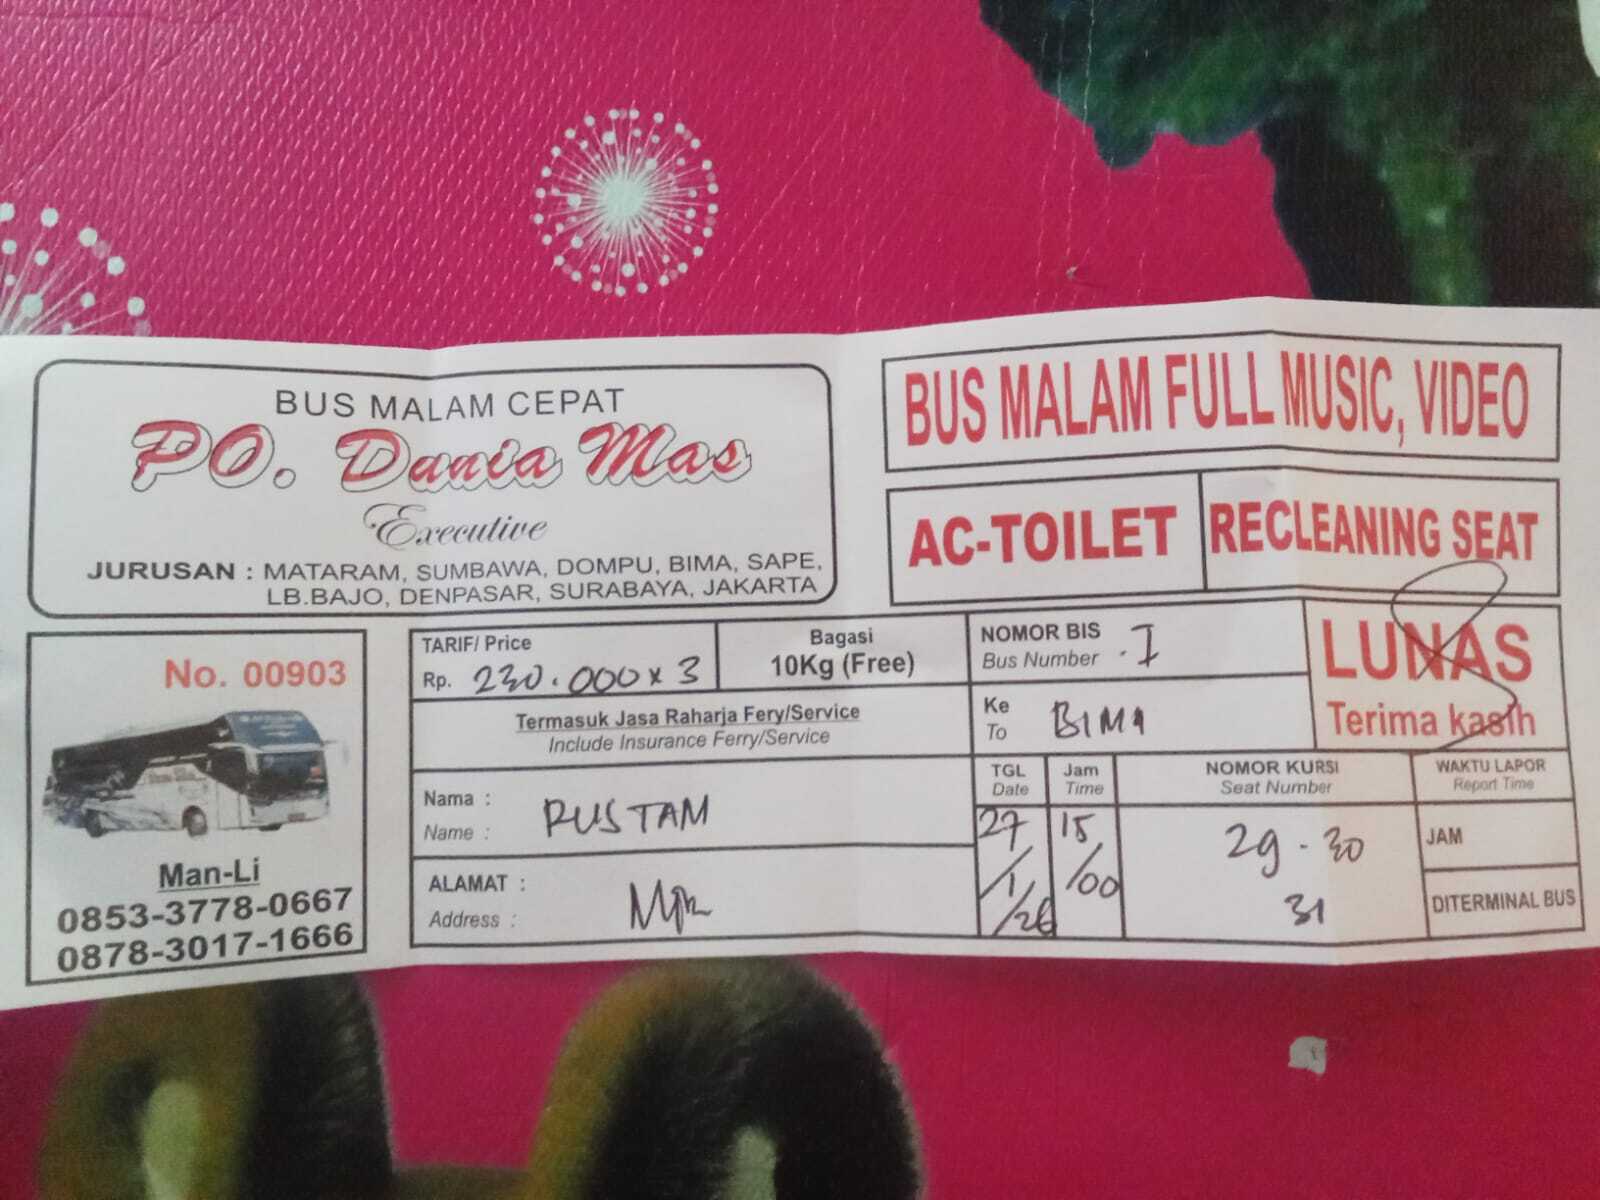 BUS MALAM CEPAT
PO. Dunia Mas
Executive
JURUSAN : MATARAM, SUMBAWA, DOMPU, BIMA, SAPE,
LB.BAJO, DENPASAR, SURABAYA, JAKARTA
BUS MALAM FULL MUSIC, VIDEO
AC-TOILET
RECLEANING SEAT
No. 00903
Man-Li
0853-3778-0667
0878-3017-1666
TARIF/ Price
Rp. 230.000 x 3
Bagasi
10Kg (Free)
NOMOR BIS
Bus Number . I
LUNAS
Terima kasih
Termasuk Jasa Raharja Fery/Service
Include Insurance Ferry/Service
Ke
To BIMA
Nama :
Name : RUSTAM
ALAMAT :
Address :
TGL
Date
27
/1
/26
Jam
Time
15
/00
NOMOR KURSI
Seat Number
29 - 30
31
WAKTU LAPOR
Report Time
JAM
DITERMINAL BUS